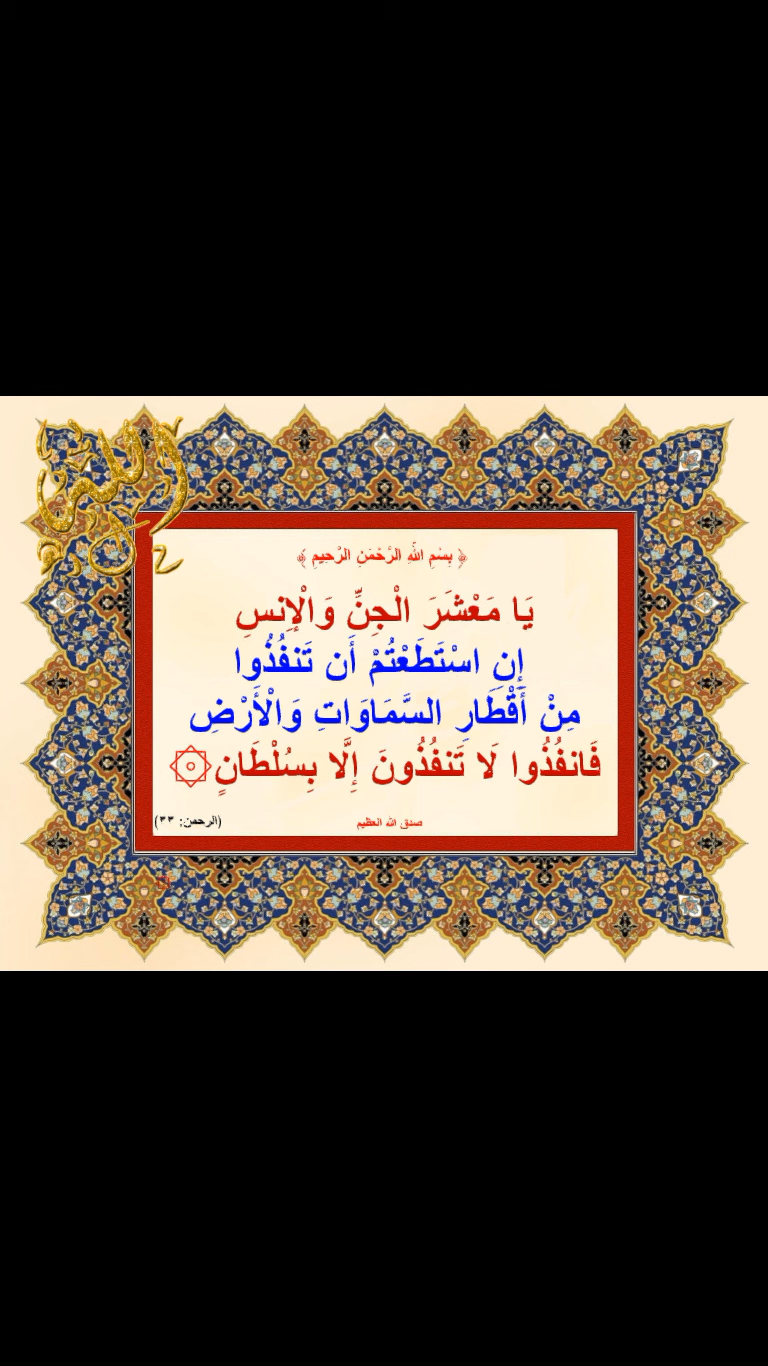 ﴿ بِسْمِ اللَّهِ الرَّحْمَنِ الرَّحِيمِ ﴾
يَا مَعْشَرَ الْجِنِّ وَالْإِنسِ
إِنِ اسْتَطَعْتُمْ أَن تَنفُذُوا
مِنْ أَقْطَارِ السَّمَاوَاتِ وَالْأَرْضِ
فَانفُذُوا لَا تَنفُذُونَ إِلَّا بِسُلْطَانٍ ۞
صدق الله العظيم
(الرحمن: ٣٣)